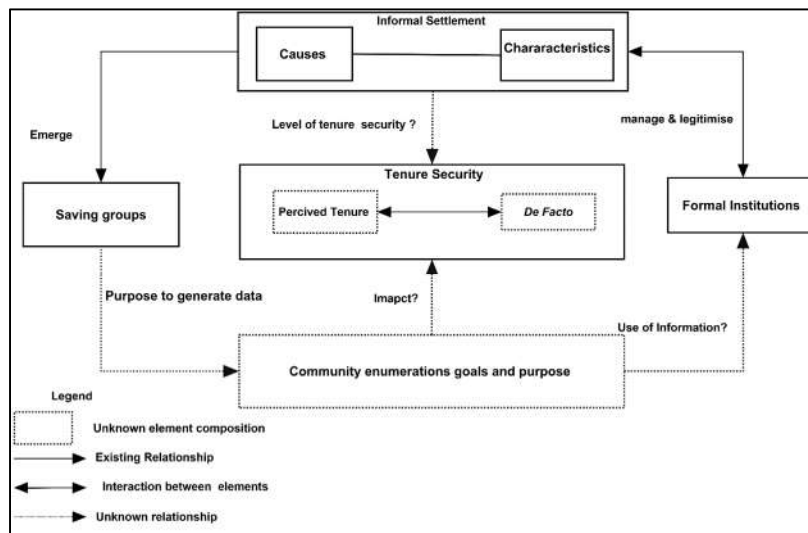 Informal Settlement
Causes
Chararacteristics
Emerge
Level of tenure security ?
manage & legitimise
Tenure Security
Saving groups
Percived Tenure
De Facto
Formal Institutions
Purpose to generate data
Imapct?
Use of Information?
Community enumerations goals and purpose
Legend
Unknown element composition
Existing Relationship
Interaction between elements
Unknown relationship